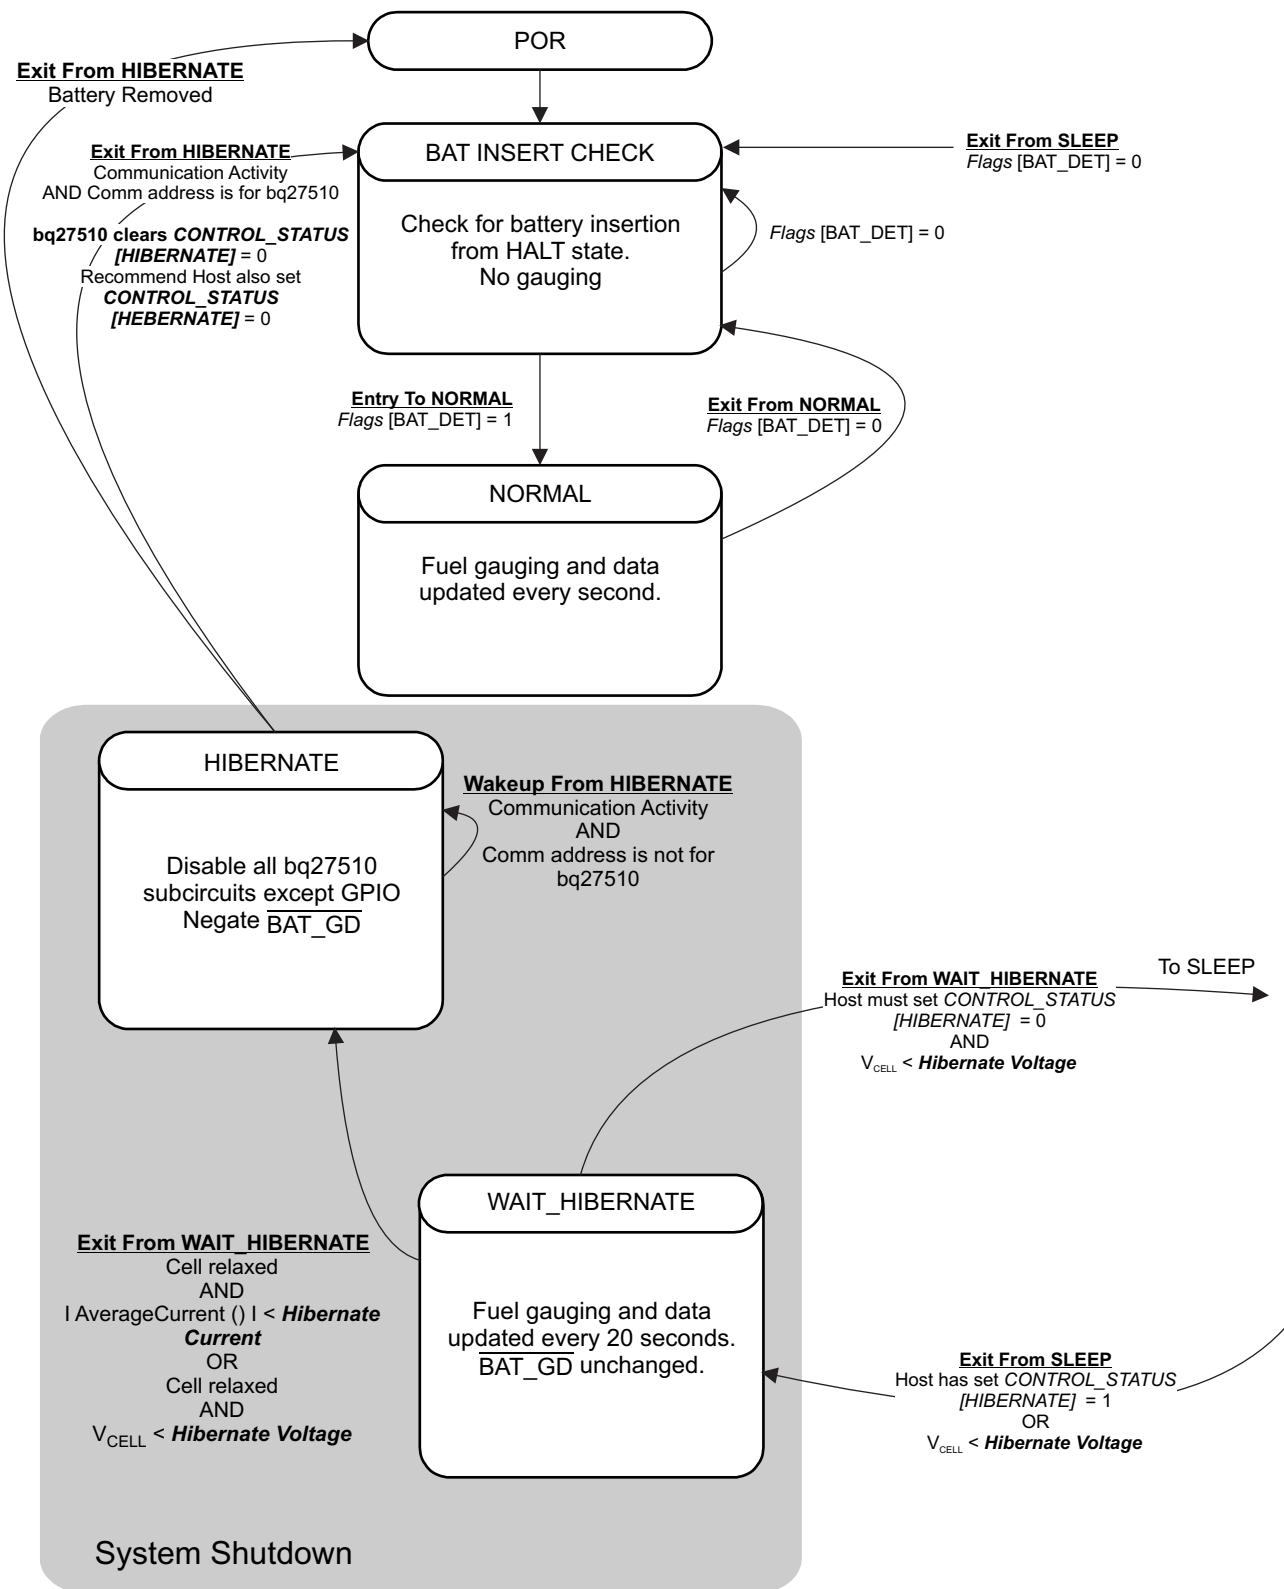 POR
Exit From HIBERNATE
Battery Removed
Exit From HIBERNATE
Communication Activity
AND Comm address is for bq27510
bq27510 clears CONTROL_STATUS
[HIBERNATE] = 0
Recommend Host also set
CONTROL_STATUS
[HEBERNATE] = 0
BAT INSERT CHECK
Check for battery insertion
from HALT state.
No gauging
Exit From SLEEP
Flags [BAT_DET] = 0
Flags [BAT_DET] = 0
Entry To NORMAL
Flags [BAT_DET] = 1
Exit From NORMAL
Flags [BAT_DET] = 0
NORMAL
Fuel gauging and data
updated every second.
HIBERNATE
Disable all bq27510
subcircuits except GPIO
Negate BAT_GD
Wakeup From HIBERNATE
Communication Activity
AND
Comm address is not for
bq27510
Exit From WAIT_HIBERNATE
Host must set CONTROL_STATUS
[HIBERNATE] = 0
AND
VCELL < Hibernate Voltage
To SLEEP
WAIT_HIBERNATE
Fuel gauging and data
updated every 20 seconds.
BAT_GD unchanged.
Exit From WAIT_HIBERNATE
Cell relaxed
AND
I AverageCurrent () I < Hibernate
Current
OR
Cell relaxed
AND
VCELL < Hibernate Voltage
Exit From SLEEP
Host has set CONTROL_STATUS
[HIBERNATE] = 1
OR
VCELL < Hibernate Voltage
System Shutdown